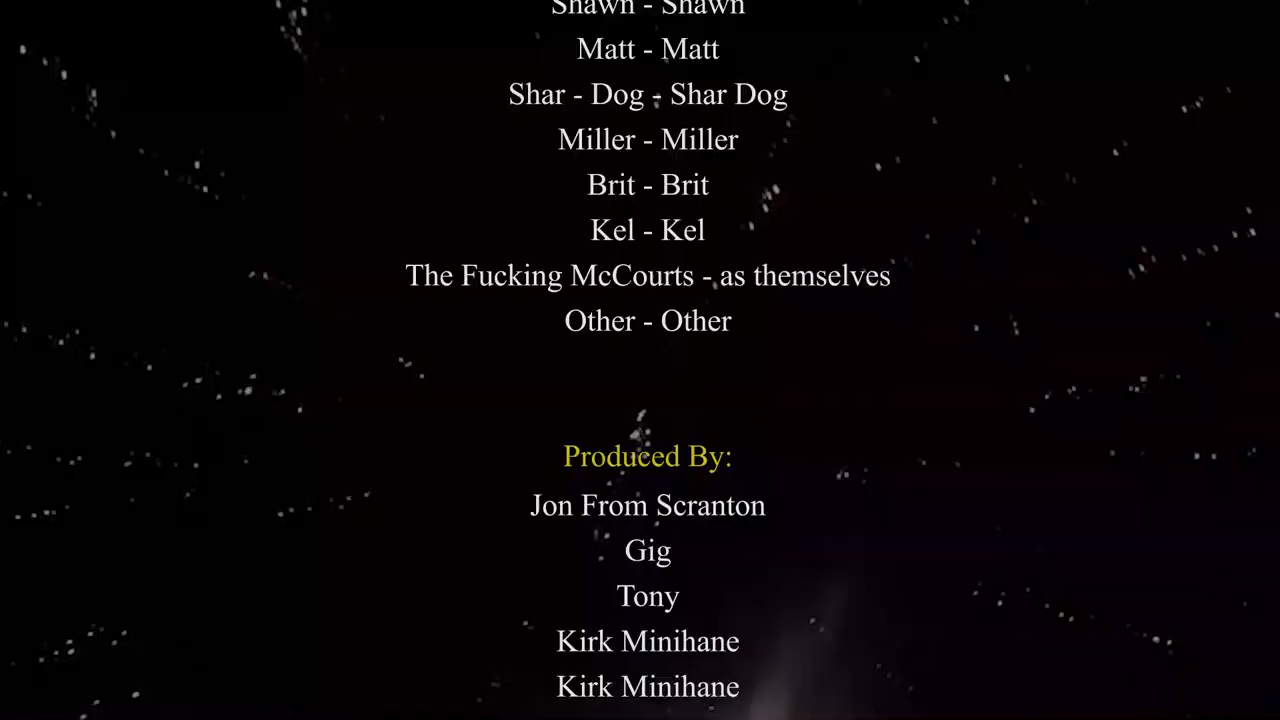 Shawn - Shawn
Matt - Matt
Shar - Dog - Shar Dog
Miller - Miller
Brit - Brit
Kel - Kel
The Fucking McCourts - as themselves
Other - Other
Produced By:
Jon From Scranton
Gig
Tony
Kirk Minihane
Kirk Minihane